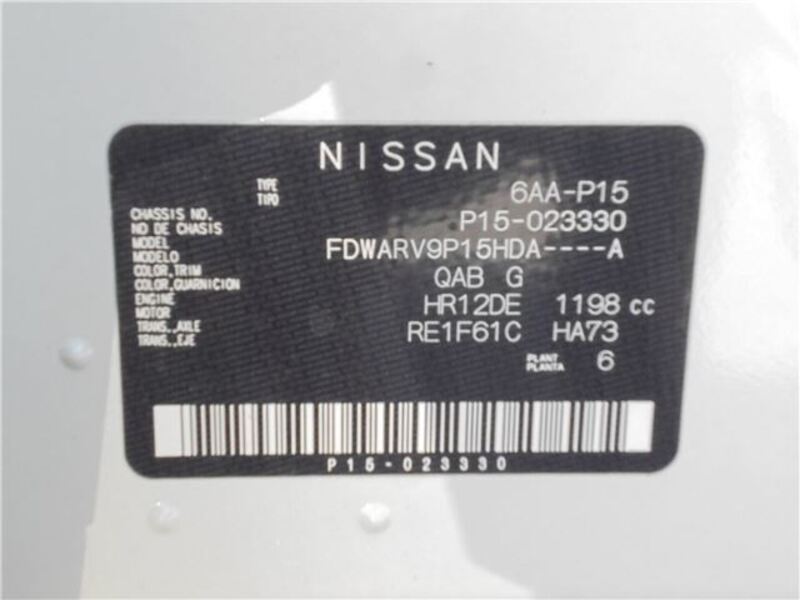 NISSAN
TYPE
TIPO 6AA-P15
CHASSIS NO. P15-023330
NO DE CHASIS
MODEL FDWARV9P15HDA----A
MODELO
COLOR,TRIM QAB G
COLOR,GUARNICION
ENGINE HR12DE 1198 cc
MOTOR
TRANS.,AXLE RE1F61C HA73
TRANS.,EJE
PLANT 6
PLANTA
P15-023330